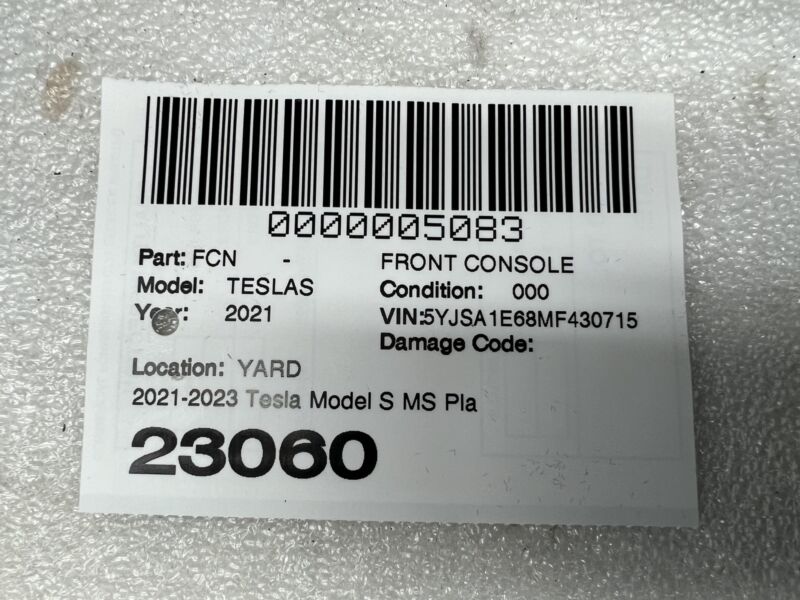 0000005083
Part: FCN - FRONT CONSOLE
Model: TESLAS Condition: 000
Year: 2021 VIN:5YJSA1E68MF430715
Damage Code:
Location: YARD
2021-2023 Tesla Model S MS Pla
23060